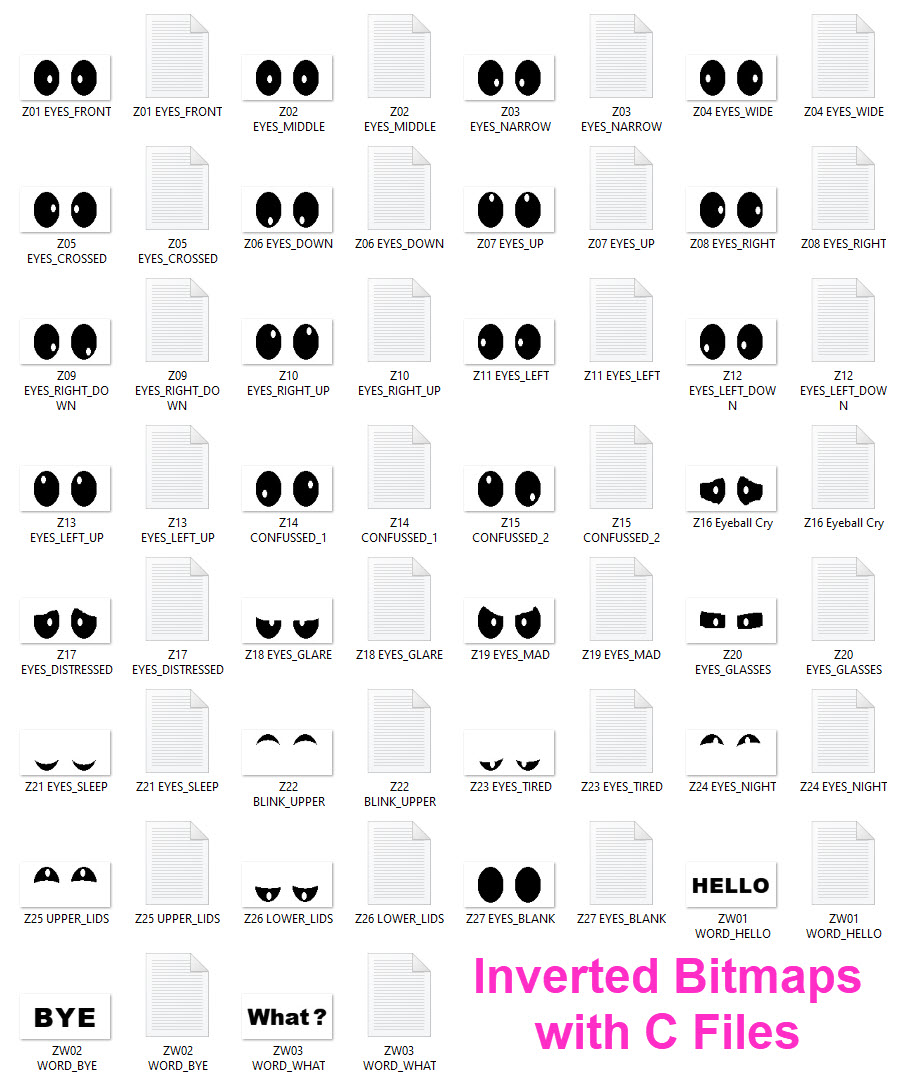 Z01 EYES_FRONT Z01 EYES_FRONT Z02 Z02 Z03 Z03 Z04 EYES_WIDE Z04 EYES_WIDE
EYES_MIDDLE EYES_MIDDLE EYES_NARROW EYES_NARROW
Z05 Z05 Z06 EYES_DOWN Z06 EYES_DOWN Z07 EYES_UP Z07 EYES_UP Z08 EYES_RIGHT Z08 EYES_RIGHT
EYES_CROSSED EYES_CROSSED
Z09 Z09 Z10 Z10 Z11 EYES_LEFT Z11 EYES_LEFT Z12 Z12
EYES_RIGHT_DO EYES_RIGHT_DO EYES_RIGHT_UP EYES_RIGHT_UP EYES_LEFT_DOW EYES_LEFT_DOW
WN WN N N
Z13 Z13 Z14 Z14 Z15 Z15 Z16 Eyeball Cry Z16 Eyeball Cry
EYES_LEFT_UP EYES_LEFT_UP CONFUSSED_1 CONFUSSED_1 CONFUSSED_2 CONFUSSED_2
Z17 Z17 Z18 EYES_GLARE Z18 EYES_GLARE Z19 EYES_MAD Z19 EYES_MAD Z20 Z20
EYES_DISTRESSED EYES_DISTRESSED EYES_GLASSES EYES_GLASSES
Z21 EYES_SLEEP Z21 EYES_SLEEP Z22 Z22 Z23 EYES_TIRED Z23 EYES_TIRED Z24 EYES_NIGHT Z24 EYES_NIGHT
BLINK_UPPER BLINK_UPPER
HELLO
Z25 UPPER_LIDS Z25 UPPER_LIDS Z26 LOWER_LIDS Z26 LOWER_LIDS Z27 EYES_BLANK Z27 EYES_BLANK ZW01 ZW01
WORD_HELLO WORD_HELLO
BYE What?
ZW02 ZW02 ZW03 ZW03
WORD_BYE WORD_BYE WORD_WHAT WORD_WHAT
Inverted Bitmaps
with C Files